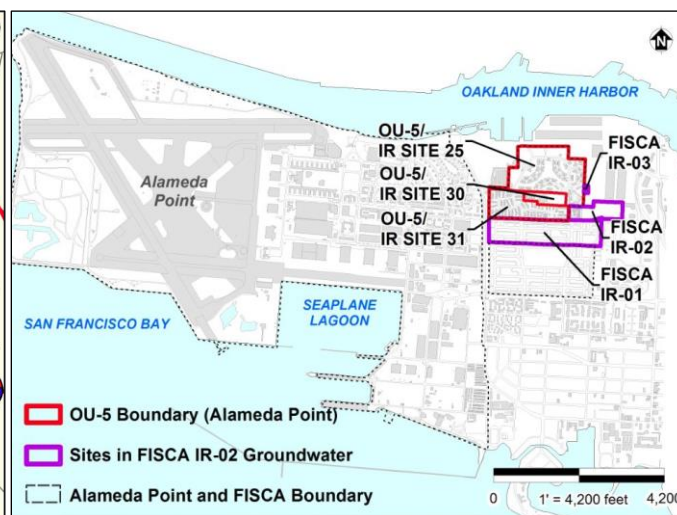 N
OAKLAND INNER HARBOR
OU-5/
IR SITE 25
OU-5/
IR SITE 30
OU-5/
IR SITE 31
FISCA
IR-03
FISCA
IR-02
FISCA
IR-01
Alameda
Point
SAN FRANCISCO BAY
SEAPLANE
LAGOON
OU-5 Boundary (Alameda Point)
Sites in FISCA IR-02 Groundwater
Alameda Point and FISCA Boundary
0 1' = 4,200 feet 4,200